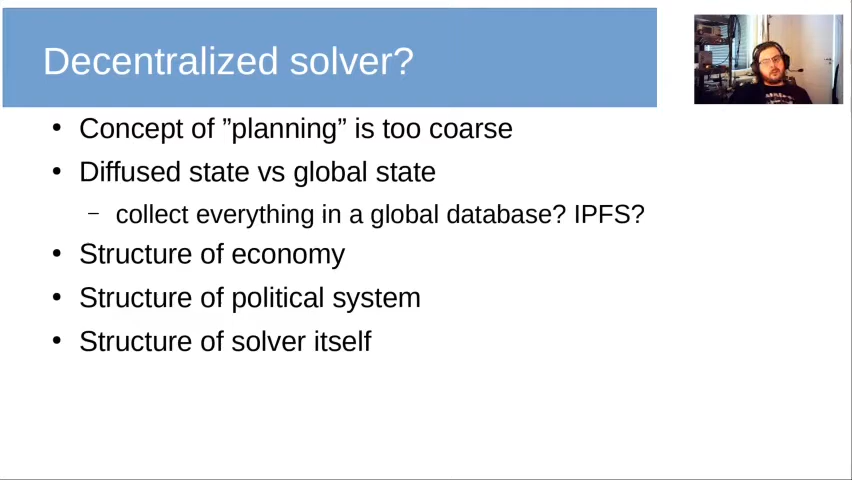 Decentralized solver?
• Concept of ”planning” is too coarse
• Diffused state vs global state
– collect everything in a global database? IPFS?
• Structure of economy
• Structure of political system
• Structure of solver itself